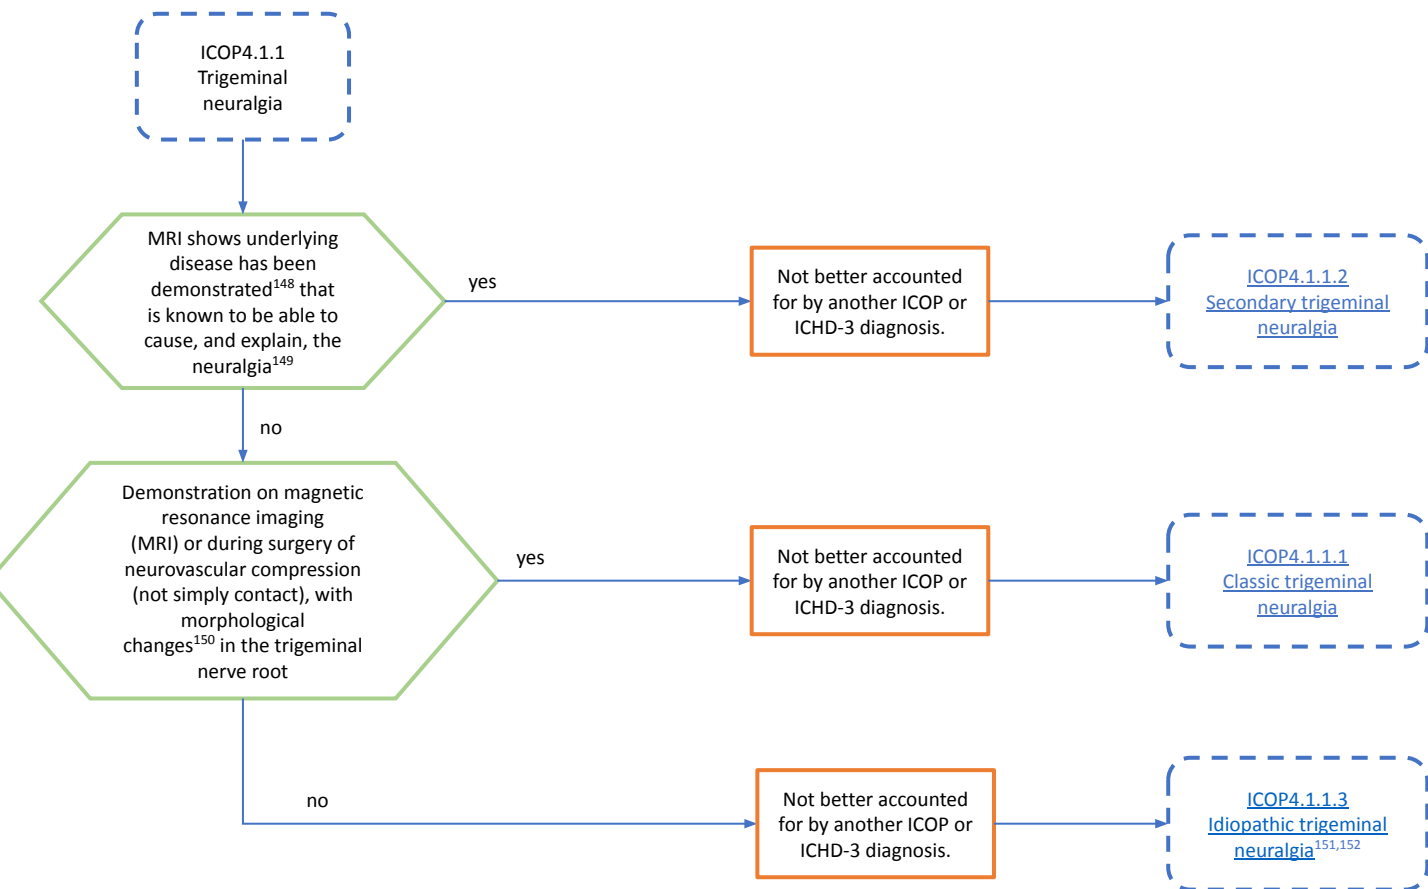 ICOP4.1.1
Trigeminal
neuralgia
MRI shows underlying
disease has been
demonstrated148 that
is known to be able to
cause, and explain, the
neuralgia149
yes
Not better accounted
for by another ICOP or
ICHD-3 diagnosis.
ICOP4.1.1.2
Secondary trigeminal
neuralgia
no
Demonstration on magnetic
resonance imaging
(MRI) or during surgery of
neurovascular compression
(not simply contact), with
morphological
changes150 in the trigeminal
nerve root
yes
Not better accounted
for by another ICOP or
ICHD-3 diagnosis.
ICOP4.1.1.1
Classic trigeminal
neuralgia
no
Not better accounted
for by another ICOP or
ICHD-3 diagnosis.
ICOP4.1.1.3
Idiopathic trigeminal
neuralgia151,152